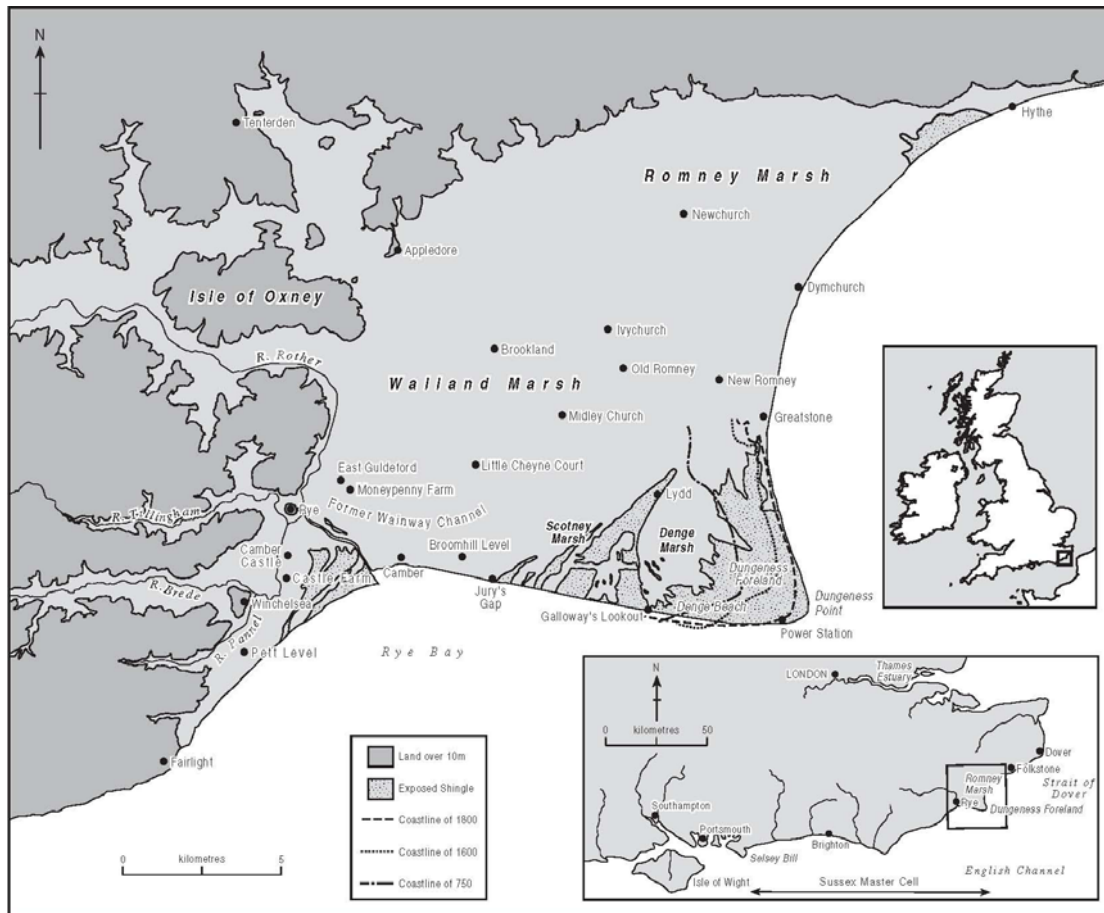 N
Tenterden
Hythe
Romney Marsh
Newchurch
Appledore
Isle of Oxney
Dymchurch
Ivychurch
R. Rother
Brookland
Old Romney
Walland Marsh
New Romney
Midley Church
Greatstone
Little Cheyne Court
East Guldeford
Moneypenny Farm
Lydd
Rye
Former Wainway Channel
R. Tillingham
Scotney
Marsh
Denge
Marsh
Camber
Castle
Broomhill Level
Camber
Dungeness
Foreland
Castle Farm
R. Brede
Jury's
Gap
Winchelsea
Galloway's Lookout
Denge Beach
Dungeness
Point
Power Station
R. Pannel
Pett Level
Rye Bay
Fairlight
Land over 10m
Exposed Shingle
Coastline of 1800
Coastline of 1600
Coastline of 750
kilometres
0 5
N
LONDON
Thames
Estuary
kilometres
0 50
Dover
Folkstone
Romney
Marsh
Strait of
Dover
Rye
Dungeness Foreland
Southampton
Portsmouth
Brighton
Selsey Bill
English Channel
Isle of Wight
Sussex Master Cell